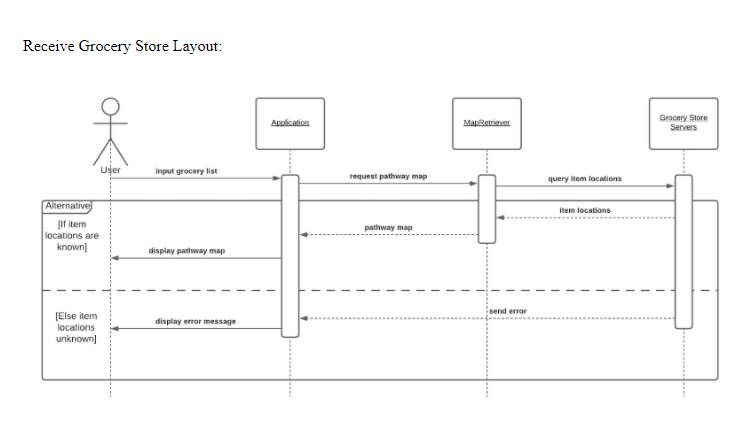 Receive Grocery Store Layout:
Application
MapRetriever
Grocery Store
Servers
User
input grocery list
request pathway map
query item locations
Alternative
[If item
locations are
known]
item locations
pathway map
display pathway map
[Else item
locations
unknown]
send error
display error message